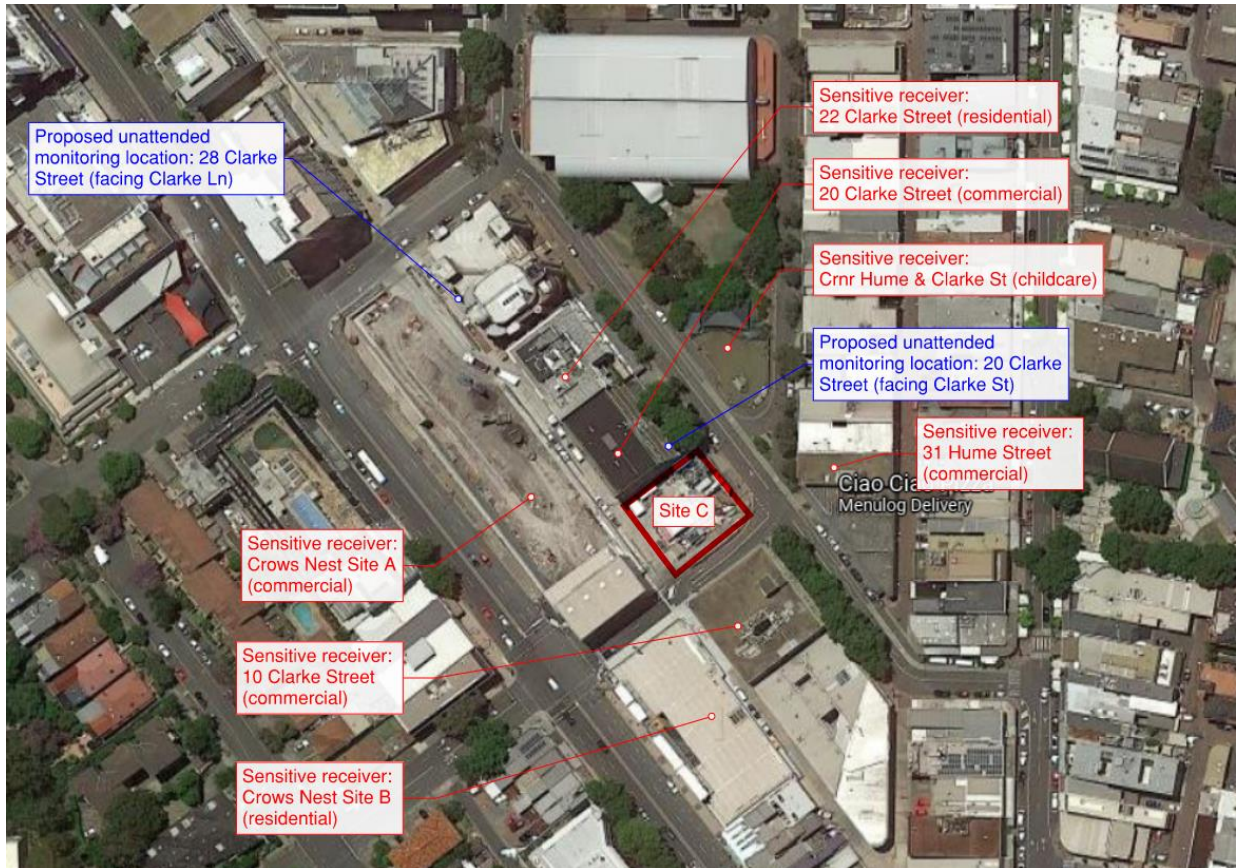 Sensitive receiver:
22 Clarke Street (residential)
Proposed unattended
monitoring location: 28 Clarke
Street (facing Clarke Ln)
Sensitive receiver:
20 Clarke Street (commercial)
Sensitive receiver:
Crnr Hume & Clarke St (childcare)
Proposed unattended
monitoring location: 20 Clarke
Street (facing Clarke St)
Sensitive receiver:
31 Hume Street
(commercial)
Ciao Cia
Menulog Delivery
Site C
Sensitive receiver:
Crows Nest Site A
(commercial)
Sensitive receiver:
10 Clarke Street
(commercial)
Sensitive receiver:
Crows Nest Site B
(residential)